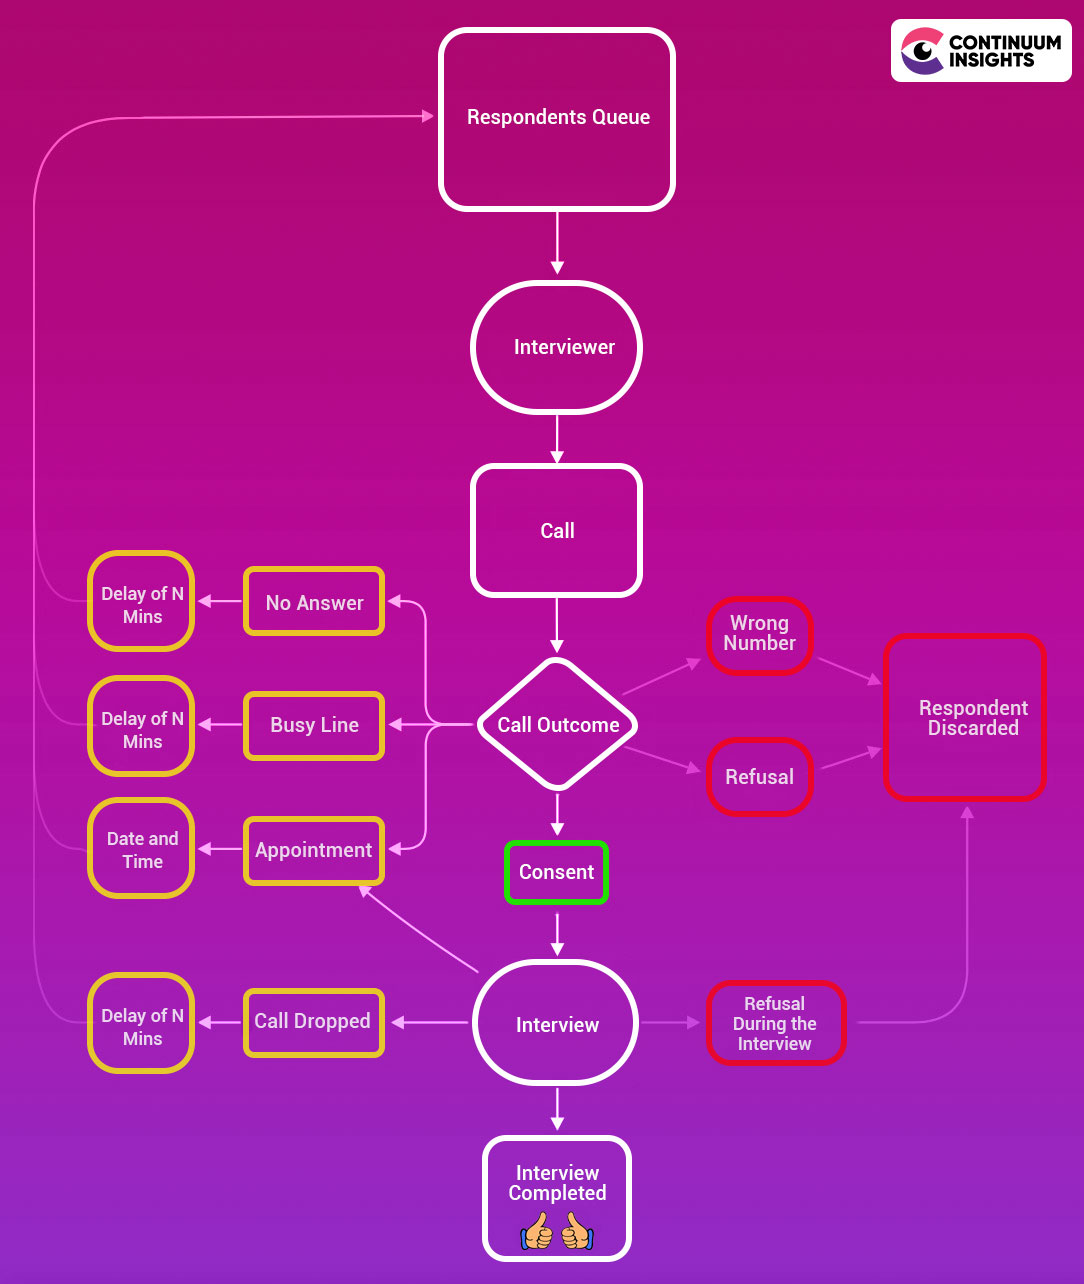 CONTINUUM
INSIGHTS
Respondents Queue
Interviewer
Call
Delay of N
Mins
No Answer
Wrong
Number
Respondent
Discarded
Delay of N
Mins
Busy Line
Call Outcome
Refusal
Date and
Time
Appointment
Consent
Delay of N
Mins
Call Dropped
Interview
Refusal
During the
Interview
Interview
Completed